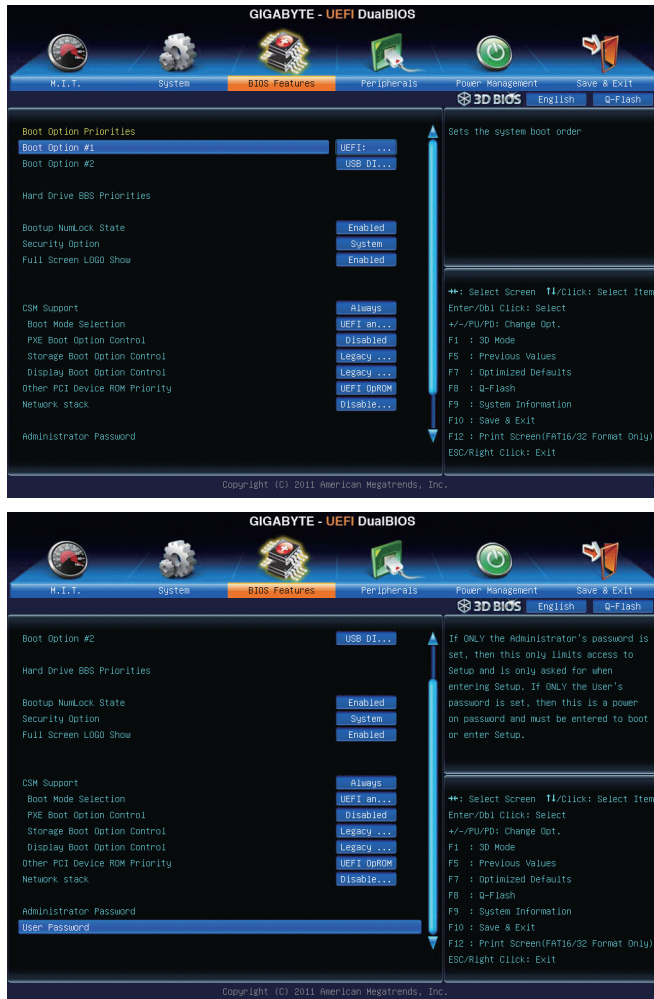 GIGABYTE - UEFI DualBIOS
M.I.T. System BIOS Features Peripherals Power Management Save & Exit
3D BIOS English Q-Flash
Boot Option Priorities
Boot Option #1 UEFI: ...
Boot Option #2 USB DI...
Hard Drive BBS Priorities
Bootup NumLock State Enabled
Security Option System
Full Screen LOGO Show Enabled
CSM Support Always
Boot Mode Selection UEFI an...
PXE Boot Option Control Disabled
Storage Boot Option Control Legacy ...
Display Boot Option Control Legacy ...
Other PCI Device ROM Priority UEFI OpROM
Network stack Disable...
Administrator Password
Sets the system boot order
→←: Select Screen ↑↓/Click: Select Item
Enter/Dbl Click: Select
+/-/PU/PD: Change Opt.
F1 : 3D Mode
F5 : Previous Values
F7 : Optimized Defaults
F8 : Q-Flash
F9 : System Information
F10 : Save & Exit
F12 : Print Screen(FAT16/32 Format Only)
ESC/Right Click: Exit
Copyright (C) 2011 American Megatrends, Inc.
GIGABYTE - UEFI DualBIOS
M.I.T. System BIOS Features Peripherals Power Management Save & Exit
3D BIOS English Q-Flash
Boot Option #2 USB DI...
Hard Drive BBS Priorities
Bootup NumLock State Enabled
Security Option System
Full Screen LOGO Show Enabled
CSM Support Always
Boot Mode Selection UEFI an...
PXE Boot Option Control Disabled
Storage Boot Option Control Legacy ...
Display Boot Option Control Legacy ...
Other PCI Device ROM Priority UEFI OpROM
Network stack Disable...
Administrator Password
User Password
If ONLY the Administrator's password is
set, then this only limits access to
Setup and is only asked for when
entering Setup. If ONLY the User's
password is set, then this is a power
on password and must be entered to boot
or enter Setup.
→←: Select Screen ↑↓/Click: Select Item
Enter/Dbl Click: Select
+/-/PU/PD: Change Opt.
F1 : 3D Mode
F5 : Previous Values
F7 : Optimized Defaults
F8 : Q-Flash
F9 : System Information
F10 : Save & Exit
F12 : Print Screen(FAT16/32 Format Only)
ESC/Right Click: Exit
Copyright (C) 2011 American Megatrends, Inc.